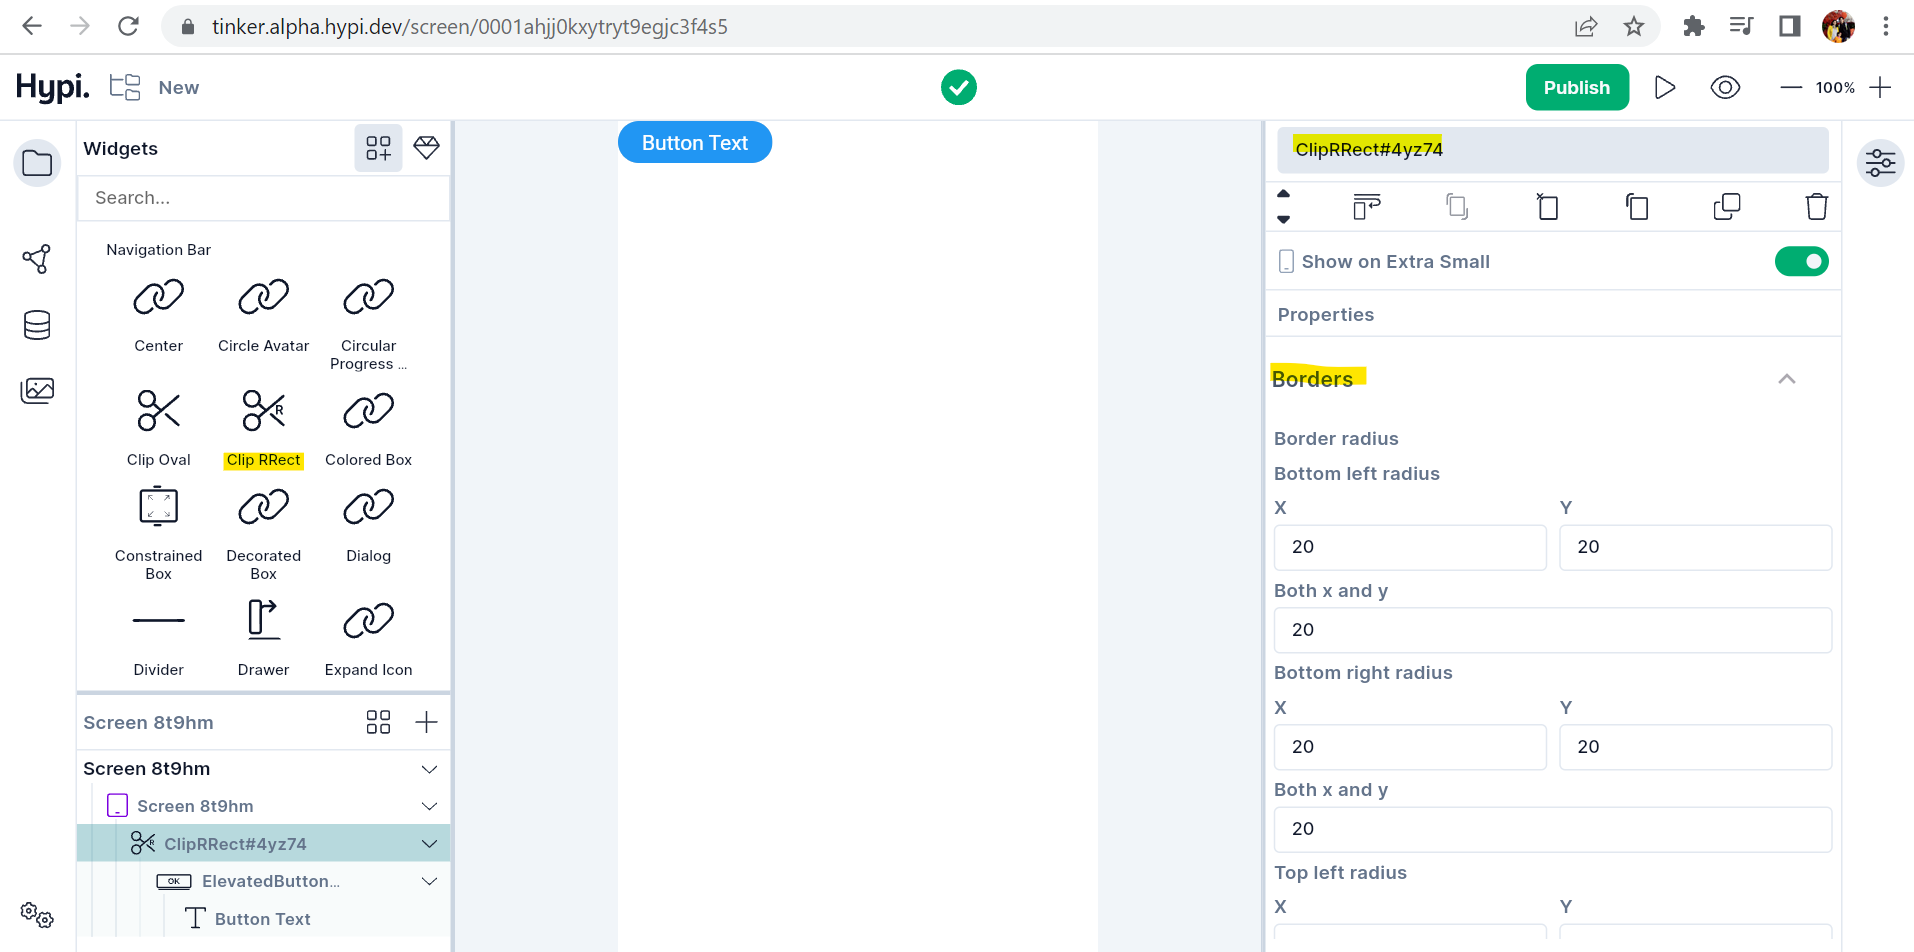 tinker.alpha.hypi.dev/screen/0001ahjj0kxytryt9egjc3f4s5
Hypi.
New
Publish
100%
Widgets
Search...
Navigation Bar
Center
Circle Avatar
Circular
Progress ...
Clip Oval
R
Clip RRect
Colored Box
Constrained
Box
Decorated
Box
Dialog
Divider
Drawer
Expand Icon
Screen 8t9hm
Screen 8t9hm
Screen 8t9hm
R
ClipRRect#4yz74
OK
ElevatedButton...
Button Text
Button Text
ClipRRect#4yz74
Show on Extra Small
Properties
Borders
Border radius
Bottom left radius
X
Y
20
20
Both x and y
20
Bottom right radius
X
Y
20
20
Both x and y
20
Top left radius
X
Y